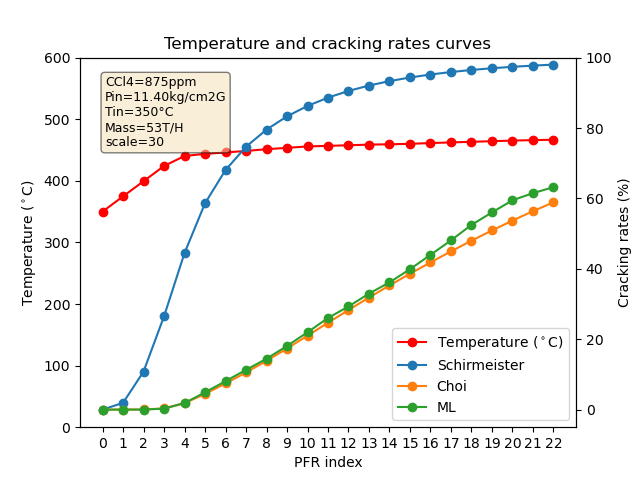 Temperature and cracking rates curves
CCl4=875ppm
Pin=11.40kg/cm2G
Tin=350°C
Mass=53T/H
scale=30
600
500
400
300
200
100
0
Temperature (°C)
100
80
60
40
20
0
Cracking rates (%)
Temperature (°C)
Schirmeister
Choi
ML
0 1 2 3 4 5 6 7 8 9 10 11 12 13 14 15 16 17 18 19 20 21 22
PFR index